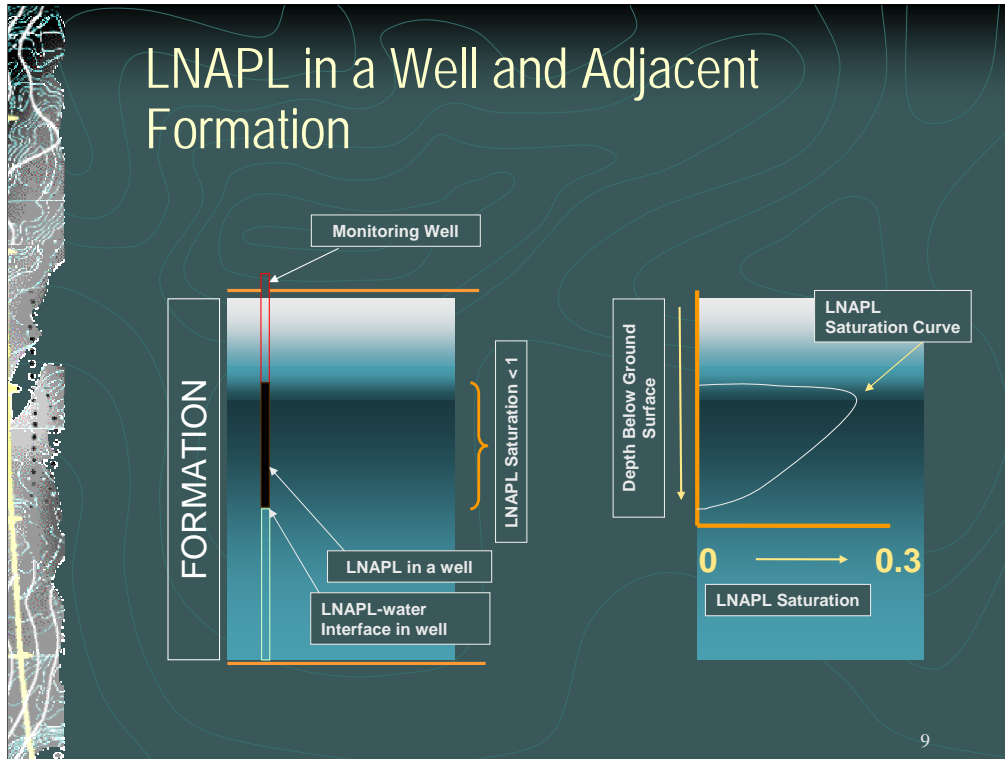 LNAPL in a Well and Adjacent
Formation
Monitoring Well
FORMATION
LNAPL Saturation < 1
LNAPL in a well
LNAPL-water
Interface in well
Depth Below Ground
Surface
LNAPL
Saturation Curve
0
0.3
LNAPL Saturation
9